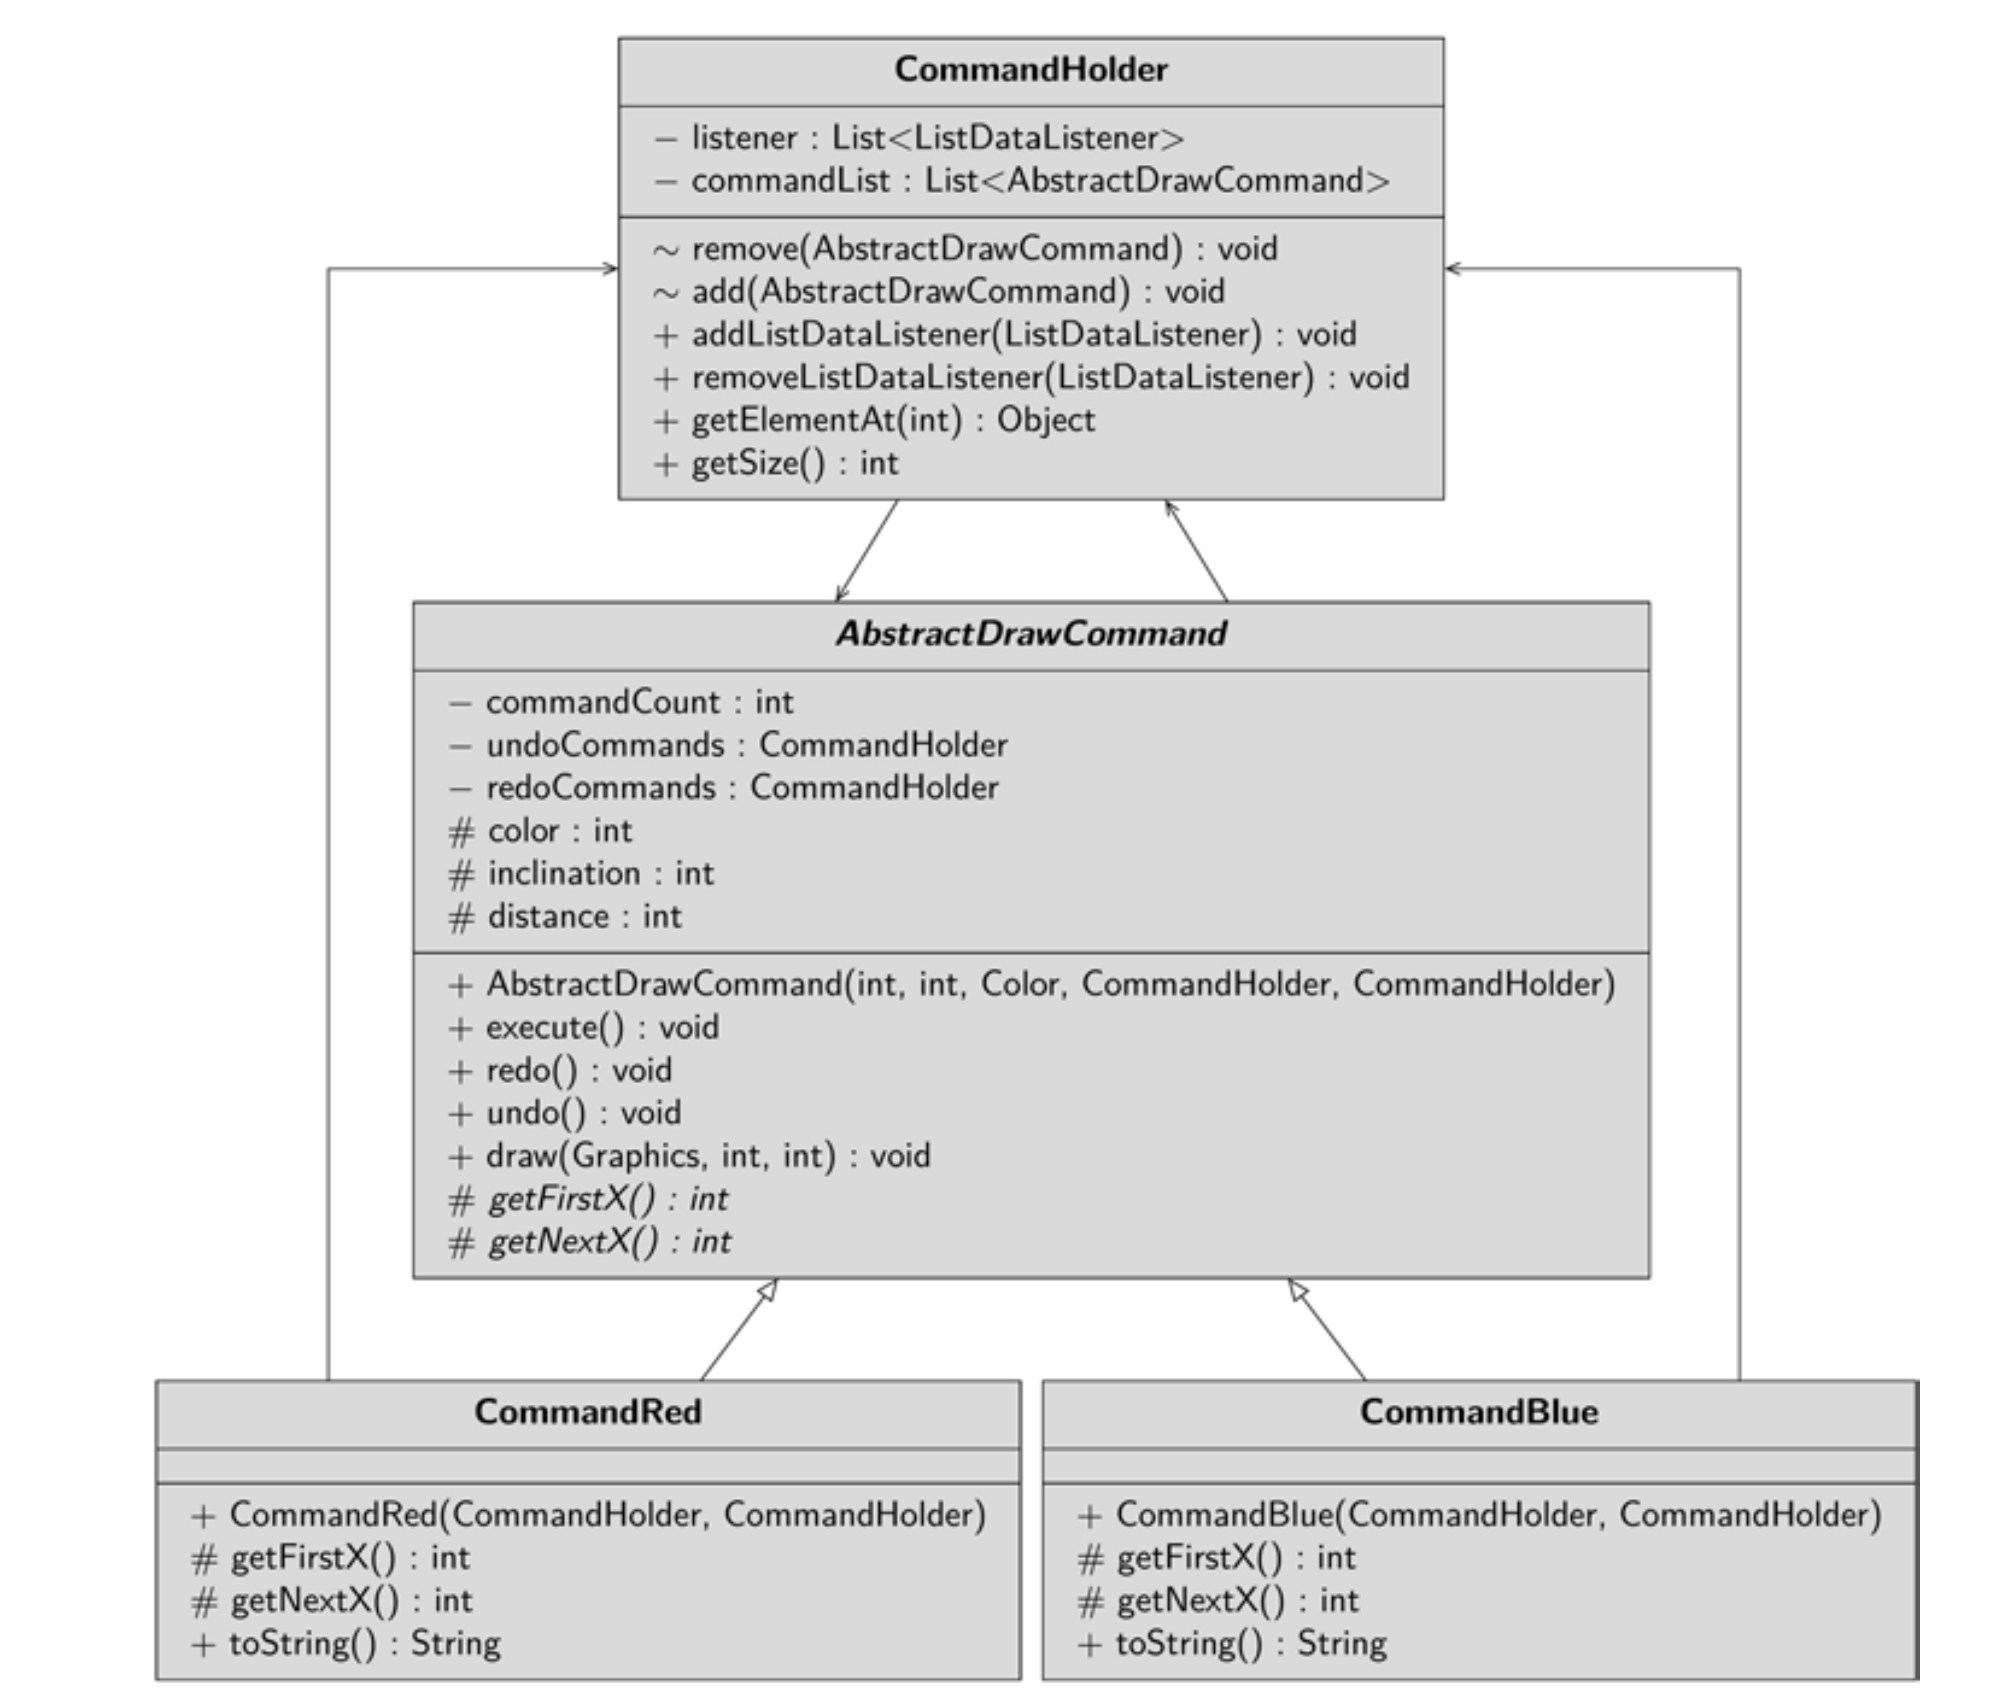 CommandHolder
− listener : List<ListDataListener>
− commandList : List<AbstractDrawCommand>
~ remove(AbstractDrawCommand) : void
~ add(AbstractDrawCommand) : void
+ addListDataListener(ListDataListener) : void
+ removeListDataListener(ListDataListener) : void
+ getElementAt(int) : Object
+ getSize() : int
AbstractDrawCommand
− commandCount : int
− undoCommands : CommandHolder
− redoCommands : CommandHolder
# color : int
# inclination : int
# distance : int
+ AbstractDrawCommand(int, int, Color, CommandHolder, CommandHolder)
+ execute() : void
+ redo() : void
+ undo() : void
+ draw(Graphics, int, int) : void
# getFirstX() : int
# getNextX() : int
CommandRed
+ CommandRed(CommandHolder, CommandHolder)
# getFirstX() : int
# getNextX() : int
+ toString() : String
CommandBlue
+ CommandBlue(CommandHolder, CommandHolder)
# getFirstX() : int
# getNextX() : int
+ toString() : String